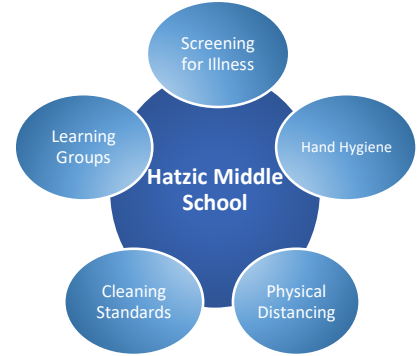 Screening
for Illness
Learning
Groups
Hand Hygiene
Hatzic Middle
School
Cleaning
Standards
Physical
Distancing